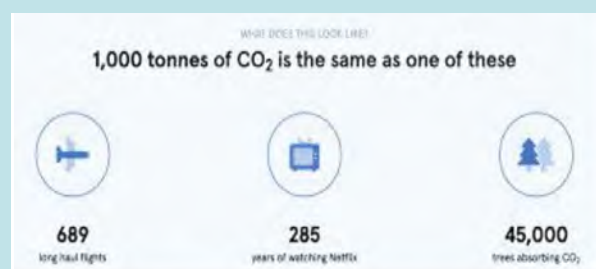 WHAT DOES THIS LOOK LIKE?
1,000 tonnes of CO₂ is the same as one of these
689
long haul flights
285
years of watching Netflix
45,000
trees absorbing CO₂